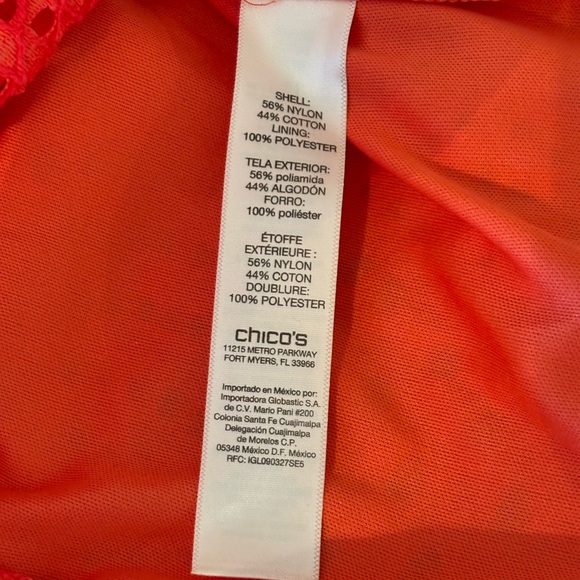 SHELL:
56% NYLON
44% COTTON
LINING:
100% POLYESTER
TELA EXTERIOR:
56% poliamida
44% ALGODÓN
FORRO:
100% poliéster
ÉTOFFE
EXTÉRIEURE :
56% NYLON
44% COTON
DOUBLURE:
100% POLYESTER
chico's
11215 METRO PARKWAY
FORT MYERS, FL 33966
Importado en México por:
Importadora Globastic S.A.
de C.V. Mario Pani #200
Colonia Santa Fe Cuajimalpa
Delegación Cuajimalpa
de Morelos C.P.
05348 México D.F. México
RFC: IGL090327SE5